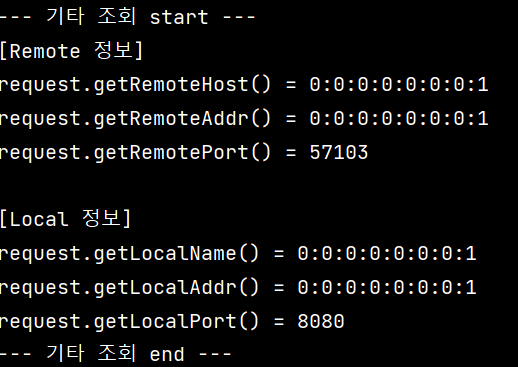 --- 기타 조회 start ---
[Remote 정보]
request.getRemoteHost() = 0:0:0:0:0:0:0:1
request.getRemoteAddr() = 0:0:0:0:0:0:0:1
request.getRemotePort() = 57103
[Local 정보]
request.getLocalName() = 0:0:0:0:0:0:0:1
request.getLocalAddr() = 0:0:0:0:0:0:0:1
request.getLocalPort() = 8080
--- 기타 조회 end ---